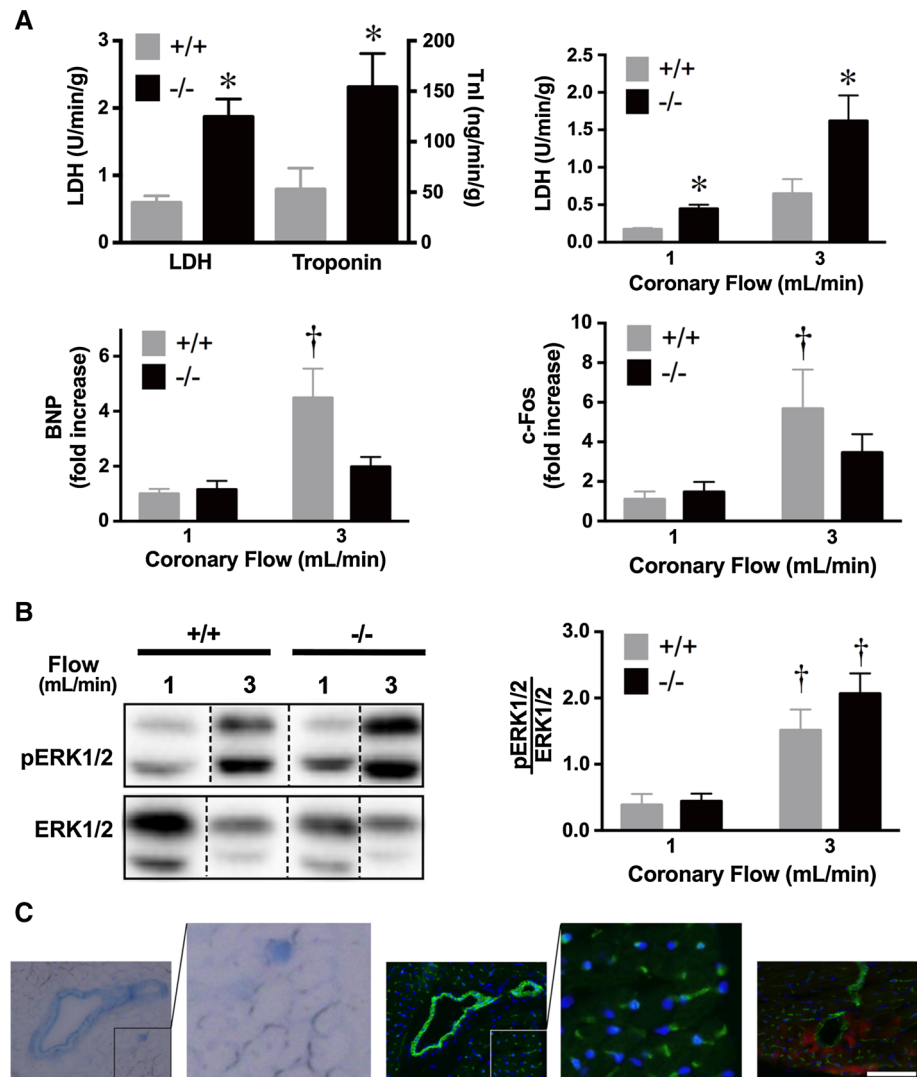 A
3
2
1
0
LDH (U/min/g)
+/+
-/-
*
*
200
150
100
50
0
TnI (ng/min/g)
LDH Troponin
2.5
2.0
1.5
1.0
0.5
0.0
LDH (U/min/g)
+/+
-/-
*
*
1 3
Coronary Flow (mL/min)
6
4
2
0
BNP
(fold increase)
+/+
-/-
†
1 3
Coronary Flow (mL/min)
10
8
6
4
2
0
c-Fos
(fold increase)
+/+
-/-
†
1 3
Coronary Flow (mL/min)
B
+/+ -/-
Flow
(mL/min) 1 3 1 3
pERK1/2
ERK1/2
3.0
2.0
1.0
0.0
pERK1/2
ERK1/2
+/+
-/-
†
†
1 3
Coronary Flow (mL/min)
C